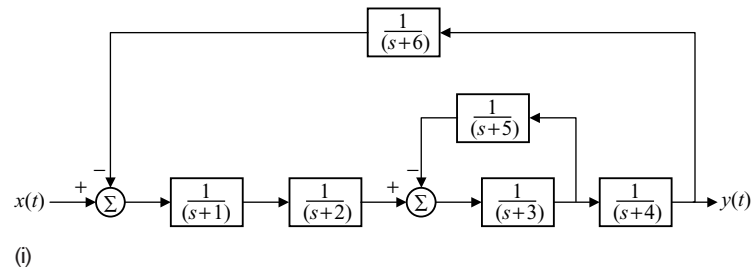 1
(s+6)
1
(s+5)
−
−
x(t) + Σ 1/(s+1) 1/(s+2) + Σ 1/(s+3) 1/(s+4) y(t)
(i)